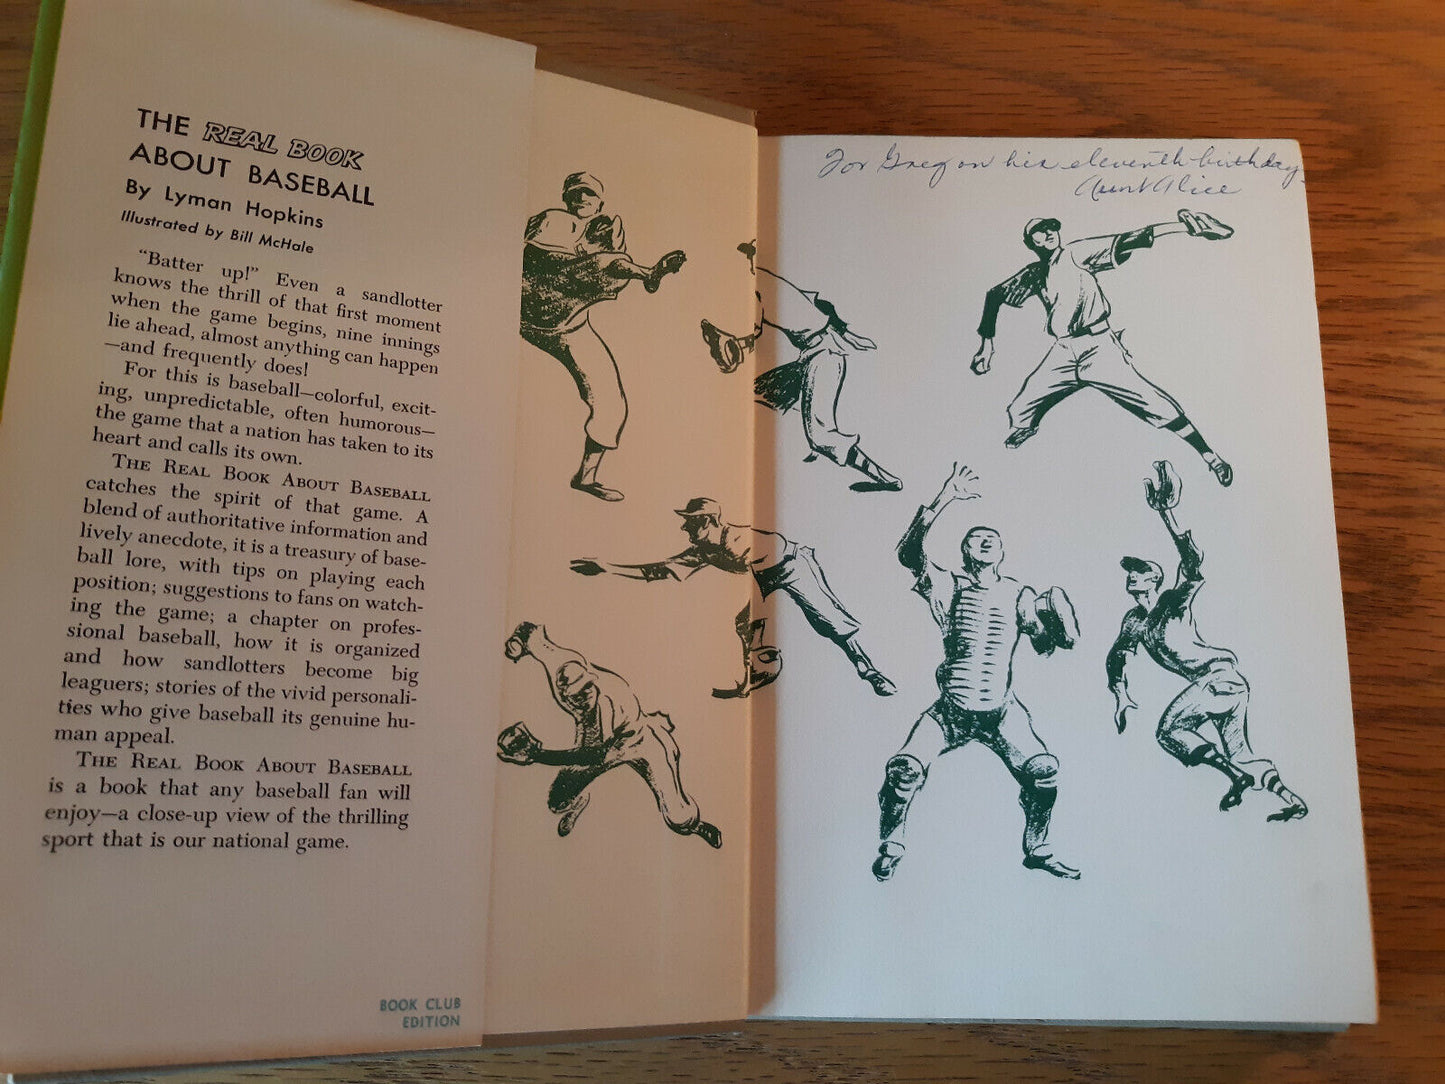 THE REAL BOOK
ABOUT BASEBALL
By Lyman Hopkins
Illustrated by Bill McHale
"Batter up!" Even a sandlotter
knows the thrill of that first moment
when the game begins, nine innings
lie ahead, almost anything can happen
—and frequently does!
For this is baseball—colorful, excit-
ing, unpredictable, often humorous—
the game that a nation has taken to its
heart and calls its own.
THE REAL BOOK ABOUT BASEBALL
catches the spirit of that game. A
blend of authoritative information and
lively anecdote, it is a treasury of base-
ball lore, with tips on playing each
position; suggestions to fans on watch-
ing the game; a chapter on profes-
sional baseball, how it is organized
and how sandlotters become big
leaguers; stories of the vivid personali-
ties who give baseball its genuine hu-
man appeal.
THE REAL BOOK ABOUT BASEBALL
is a book that any baseball fan will
enjoy—a close-up view of the thrilling
sport that is our national game.
BOOK CLUB
EDITION
For Greg on his eleventh birthday.
Aunt Alice